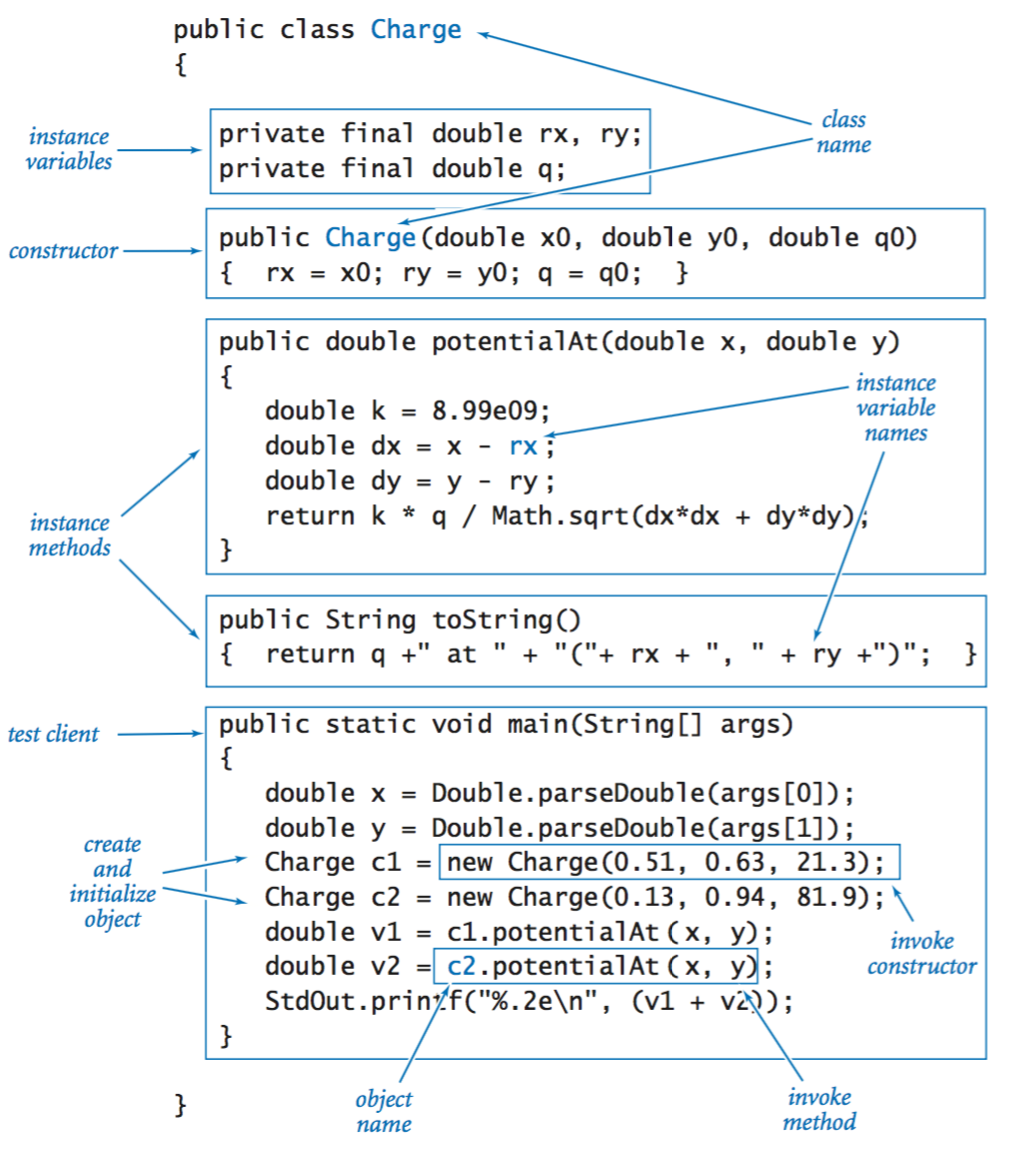 public class Charge
{
class
name
instance
variables
private final double rx, ry;
private final double q;
constructor
public Charge(double x0, double y0, double q0)
{  rx = x0; ry = y0; q = q0;  }
instance
methods
public double potentialAt(double x, double y)
{
   double k = 8.99e09;
   double dx = x - rx;
   double dy = y - ry;
   return k * q / Math.sqrt(dx*dx + dy*dy);
}
instance
variable
names
public String toString()
{  return q +" at " + "("+ rx + ", " + ry +")";  }
test client
public static void main(String[] args)
{
   double x = Double.parseDouble(args[0]);
   double y = Double.parseDouble(args[1]);
   Charge c1 = new Charge(0.51, 0.63, 21.3);
   Charge c2 = new Charge(0.13, 0.94, 81.9);
   double v1 = c1.potentialAt(x, y);
   double v2 = c2.potentialAt(x, y);
   StdOut.printf("%.2e\n", (v1 + v2));
}
create
and
initialize
object
invoke
constructor
}
object
name
invoke
method